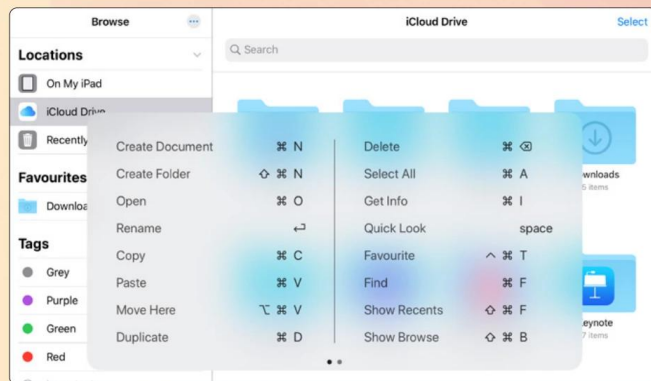 Browse
Locations
On My iPad
iCloud Drive
Recently
Favourites
Downloa
Tags
Grey
Purple
Green
Red
iCloud Drive
Select
Search
Downloads
5 items
Keynote
7 items
Create Document ⌘ N
Create Folder ⇧ ⌘ N
Open ⌘ O
Rename ↩
Copy ⌘ C
Paste ⌘ V
Move Here ⌥ ⌘ V
Duplicate ⌘ D
Delete ⌘ ⌫
Select All ⌘ A
Get Info ⌘ I
Quick Look space
Favourite ^ ⌘ T
Find ⌘ F
Show Recents ⇧ ⌘ F
Show Browse ⇧ ⌘ B